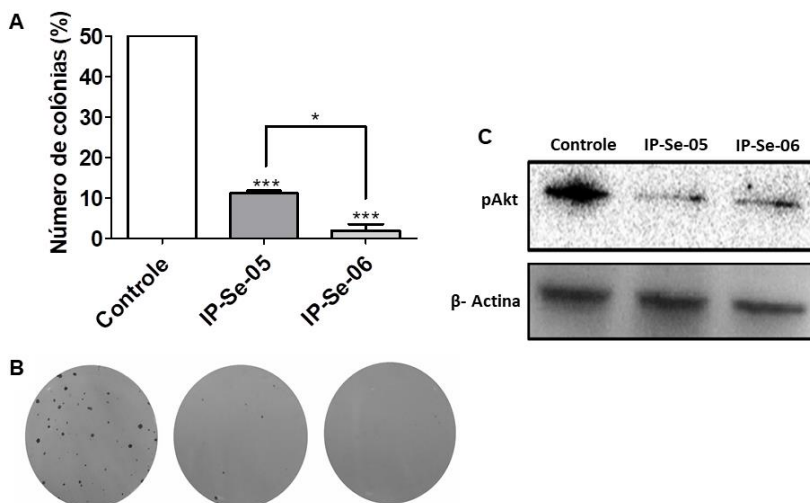 A
Número de colônias (%)
50
40
30
20
10
0
*
***
***
Controle
IP-Se-05
IP-Se-06
B
C
Controle IP-Se-05 IP-Se-06
pAkt
β- Actina